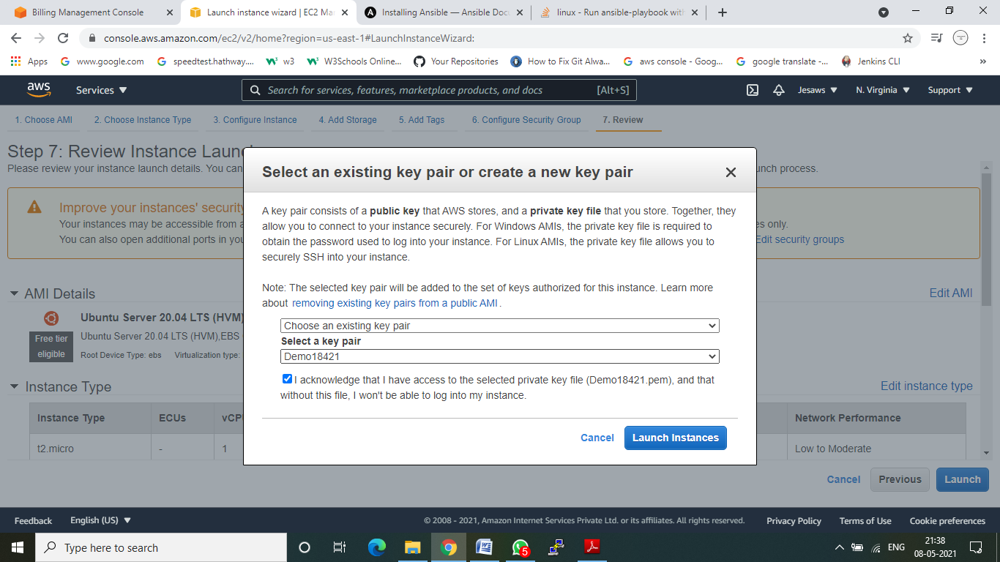 Billing Management Console
Launch instance wizard | EC2 Ma
Installing Ansible — Ansible Doc
linux - Run ansible-playbook with
console.aws.amazon.com/ec2/v2/home?region=us-east-1#LaunchInstanceWizard:
Apps
www.google.com
speedtest.hathway....
w3
W3Schools Online...
Your Repositories
How to Fix Git Alwa...
aws console - Goog...
google translate -...
Jenkins CLI
»
aws
Services
Search for services, features, marketplace products, and docs
[Alt+S]
Jesaws
N. Virginia
Support
1. Choose AMI
2. Choose Instance Type
3. Configure Instance
4. Add Storage
5. Add Tags
6. Configure Security Group
7. Review
Step 7: Review Instance Laun
Please review your instance launch details. You can
unch process.
Improve your instances' security
Your instances may be accessible from a
es only.
You can also open additional ports in you
Edit security groups
Select an existing key pair or create a new key pair
A key pair consists of a public key that AWS stores, and a private key file that you store. Together, they
allow you to connect to your instance securely. For Windows AMIs, the private key file is required to
obtain the password used to log into your instance. For Linux AMIs, the private key file allows you to
securely SSH into your instance.
Note: The selected key pair will be added to the set of keys authorized for this instance. Learn more
about removing existing key pairs from a public AMI .
Choose an existing key pair
Select a key pair
Demo18421
I acknowledge that I have access to the selected private key file (Demo18421.pem), and that
without this file, I won't be able to log into my instance.
Cancel
Launch Instances
AMI Details
Edit AMI
Ubuntu Server 20.04 LTS (HVM)
Free tier
eligible
Ubuntu Server 20.04 LTS (HVM),EBS
Root Device Type: ebs
Virtualization type:
Instance Type
Edit instance type
Instance Type
ECUs
vCP
Network Performance
t2.micro
-
1
Low to Moderate
Cancel
Previous
Launch
Feedback
English (US)
© 2008 - 2021, Amazon Internet Services Private Ltd. or its affiliates. All rights reserved.
Privacy Policy
Terms of Use
Cookie preferences
Type here to search
5
ENG
21:38
08-05-2021